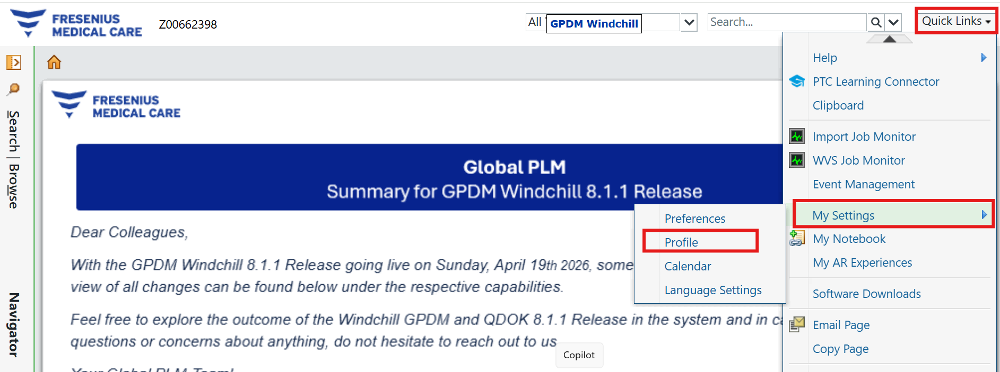 FRESENIUS
MEDICAL CARE
Z00662398
All
GPDM Windchill
Search...
Quick Links
Search | Browse
Navigator
FRESENIUS
MEDICAL CARE
Global PLM
Summary for GPDM Windchill 8.1.1 Release
Dear Colleagues,
With the GPDM Windchill 8.1.1 Release going live on Sunday, April 19th 2026, some
view of all changes can be found below under the respective capabilities.
Feel free to explore the outcome of the Windchill GPDM and QDOK 8.1.1 Release in the system and in
questions or concerns about anything, do not hesitate to reach out to us
Your Global PLM Team!
Copilot
Preferences
Profile
Calendar
Language Settings
Help
PTC Learning Connector
Clipboard
Import Job Monitor
WVS Job Monitor
Event Management
My Settings
My Notebook
My AR Experiences
Software Downloads
Email Page
Copy Page